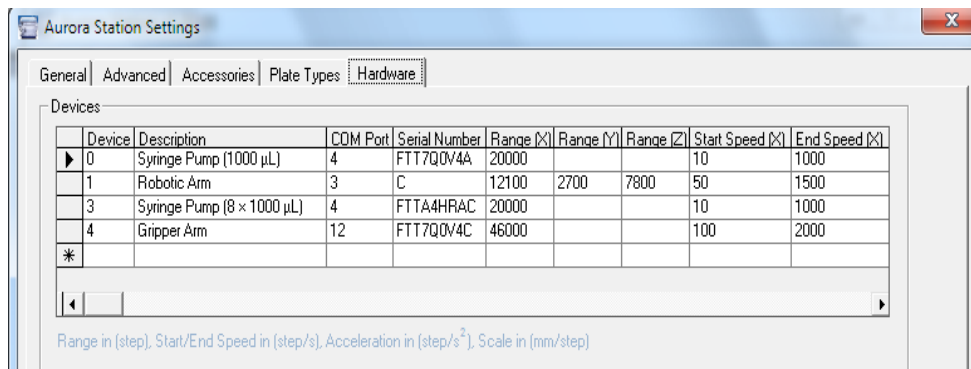 Aurora Station Settings
General Advanced Accessories Plate Types Hardware
Devices
Device Description COM Port Serial Number Range (X) Range (Y) Range (Z) Start Speed (X) End Speed (X)
0 Syringe Pump (1000 µL) 4 FTT7Q0V4A 20000 10 1000
1 Robotic Arm 3 C 12100 2700 7800 50 1500
3 Syringe Pump (8 × 1000 µL) 4 FTTA4HRAC 20000 10 1000
4 Gripper Arm 12 FTT7Q0V4C 46000 100 2000
Range in (step), Start/End Speed in (step/s), Acceleration in (step/s²), Scale in (mm/step)